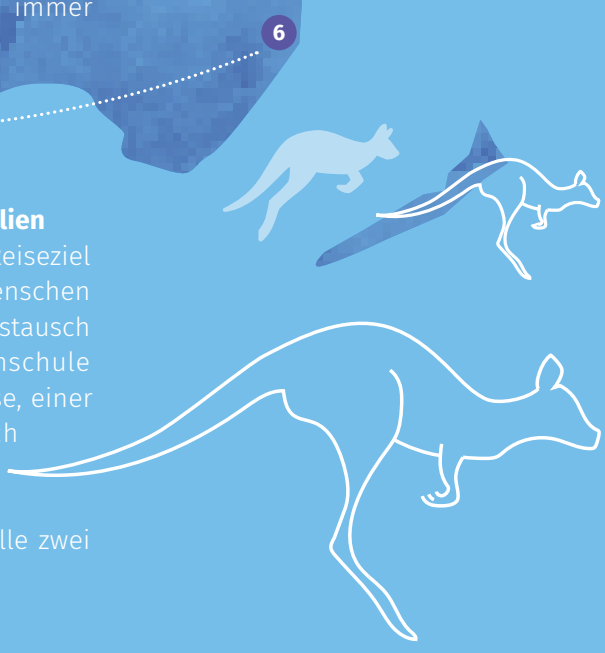 immer
6
lien
eiseziel
enschen
stausch
nschule
se, einer
h
lle zwei